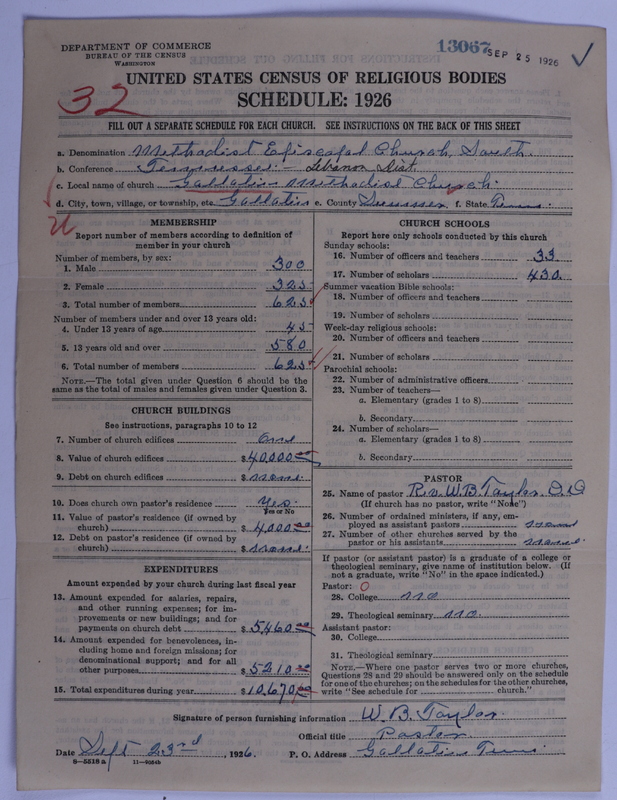 DEPARTMENT OF COMMERCE
BUREAU OF THE CENSUS
WASHINGTON
13067 SEP 25 1926
UNITED STATES CENSUS OF RELIGIOUS BODIES
32
SCHEDULE: 1926
FILL OUT A SEPARATE SCHEDULE FOR EACH CHURCH. SEE INSTRUCTIONS ON THE BACK OF THIS SHEET
a. Denomination Methodist Episcopal Church, South
b. Conference Tennessee - Lebanon Dist.
c. Local name of church Gallatin Methodist Church
d. City, town, village, or township, etc. Gallatin e. County Sumner f. State Tenn.
MEMBERSHIP
Report number of members according to definition of
member in your church
Number of members, by sex:
1. Male 300
2. Female 325
3. Total number of members 625
Number of members under and over 13 years old:
4. Under 13 years of age 45
5. 13 years old and over 580
6. Total number of members 625
NOTE.—The total given under Question 6 should be the
same as the total of males and females given under Question 3.
CHURCH BUILDINGS
See instructions, paragraphs 10 to 12
7. Number of church edifices one
8. Value of church edifices $40,000.00
9. Debt on church edifices $ none
10. Does church own pastor's residence Yes
Yes or No
11. Value of pastor's residence (if owned by
church) $ 4,000.00
12. Debt on pastor's residence (if owned by
church) $ none
EXPENDITURES
Amount expended by your church during last fiscal year
13. Amount expended for salaries, repairs,
and other running expenses; for im-
provements or new buildings; and for
payments on church debt $ 5460.00
14. Amount expended for benevolences, in-
cluding home and foreign missions; for
denominational support; and for all
other purposes $ 5210.00
15. Total expenditures during year $ 10,670.00
CHURCH SCHOOLS
Report here only schools conducted by this church
Sunday schools:
16. Number of officers and teachers 33
17. Number of scholars 430
Summer vacation Bible schools:
18. Number of officers and teachers
19. Number of scholars
Week-day religious schools:
20. Number of officers and teachers
21. Number of scholars
Parochial schools:
22. Number of administrative officers
23. Number of teachers—
a. Elementary (grades 1 to 8)
b. Secondary
24. Number of scholars—
a. Elementary (grades 1 to 8)
b. Secondary
PASTOR
25. Name of pastor Rev. W.B. Taylor D.D
(If church has no pastor, write "None")
26. Number of ordained ministers, if any, em-
ployed as assistant pastors none
27. Number of other churches served by the
pastor or his assistants none
If pastor (or assistant pastor) is a graduate of a college or
theological seminary, give name of institution below. (If
not a graduate, write "No" in the space indicated.)
Pastor: 0
28. College no
29. Theological seminary no.
Assistant pastor:
30. College
31. Theological seminary
NOTE.—Where one pastor serves two or more churches,
Questions 28 and 29 should be answered only on the schedule
for one of the churches; on the schedules for the other churches,
write "See schedule for church."
Signature of person furnishing information W. B. Taylor
Official title Pastor
Date Sept 23rd, 1926. P. O. Address Gallatin Tenn.
8-5518 a 11-9054b